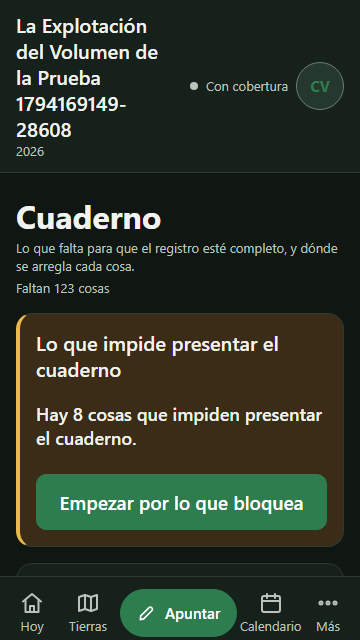 La Explotación
del Volumen de
la Prueba
1794169149-
28608
2026
Con cobertura
CV
Cuaderno
Lo que falta para que el registro esté completo, y dónde
se arregla cada cosa.
Faltan 123 cosas
Lo que impide presentar el
cuaderno
Hay 8 cosas que impiden presentar
el cuaderno.
Empezar por lo que bloquea
Hoy
Tierras
Apuntar
Calendario
Más